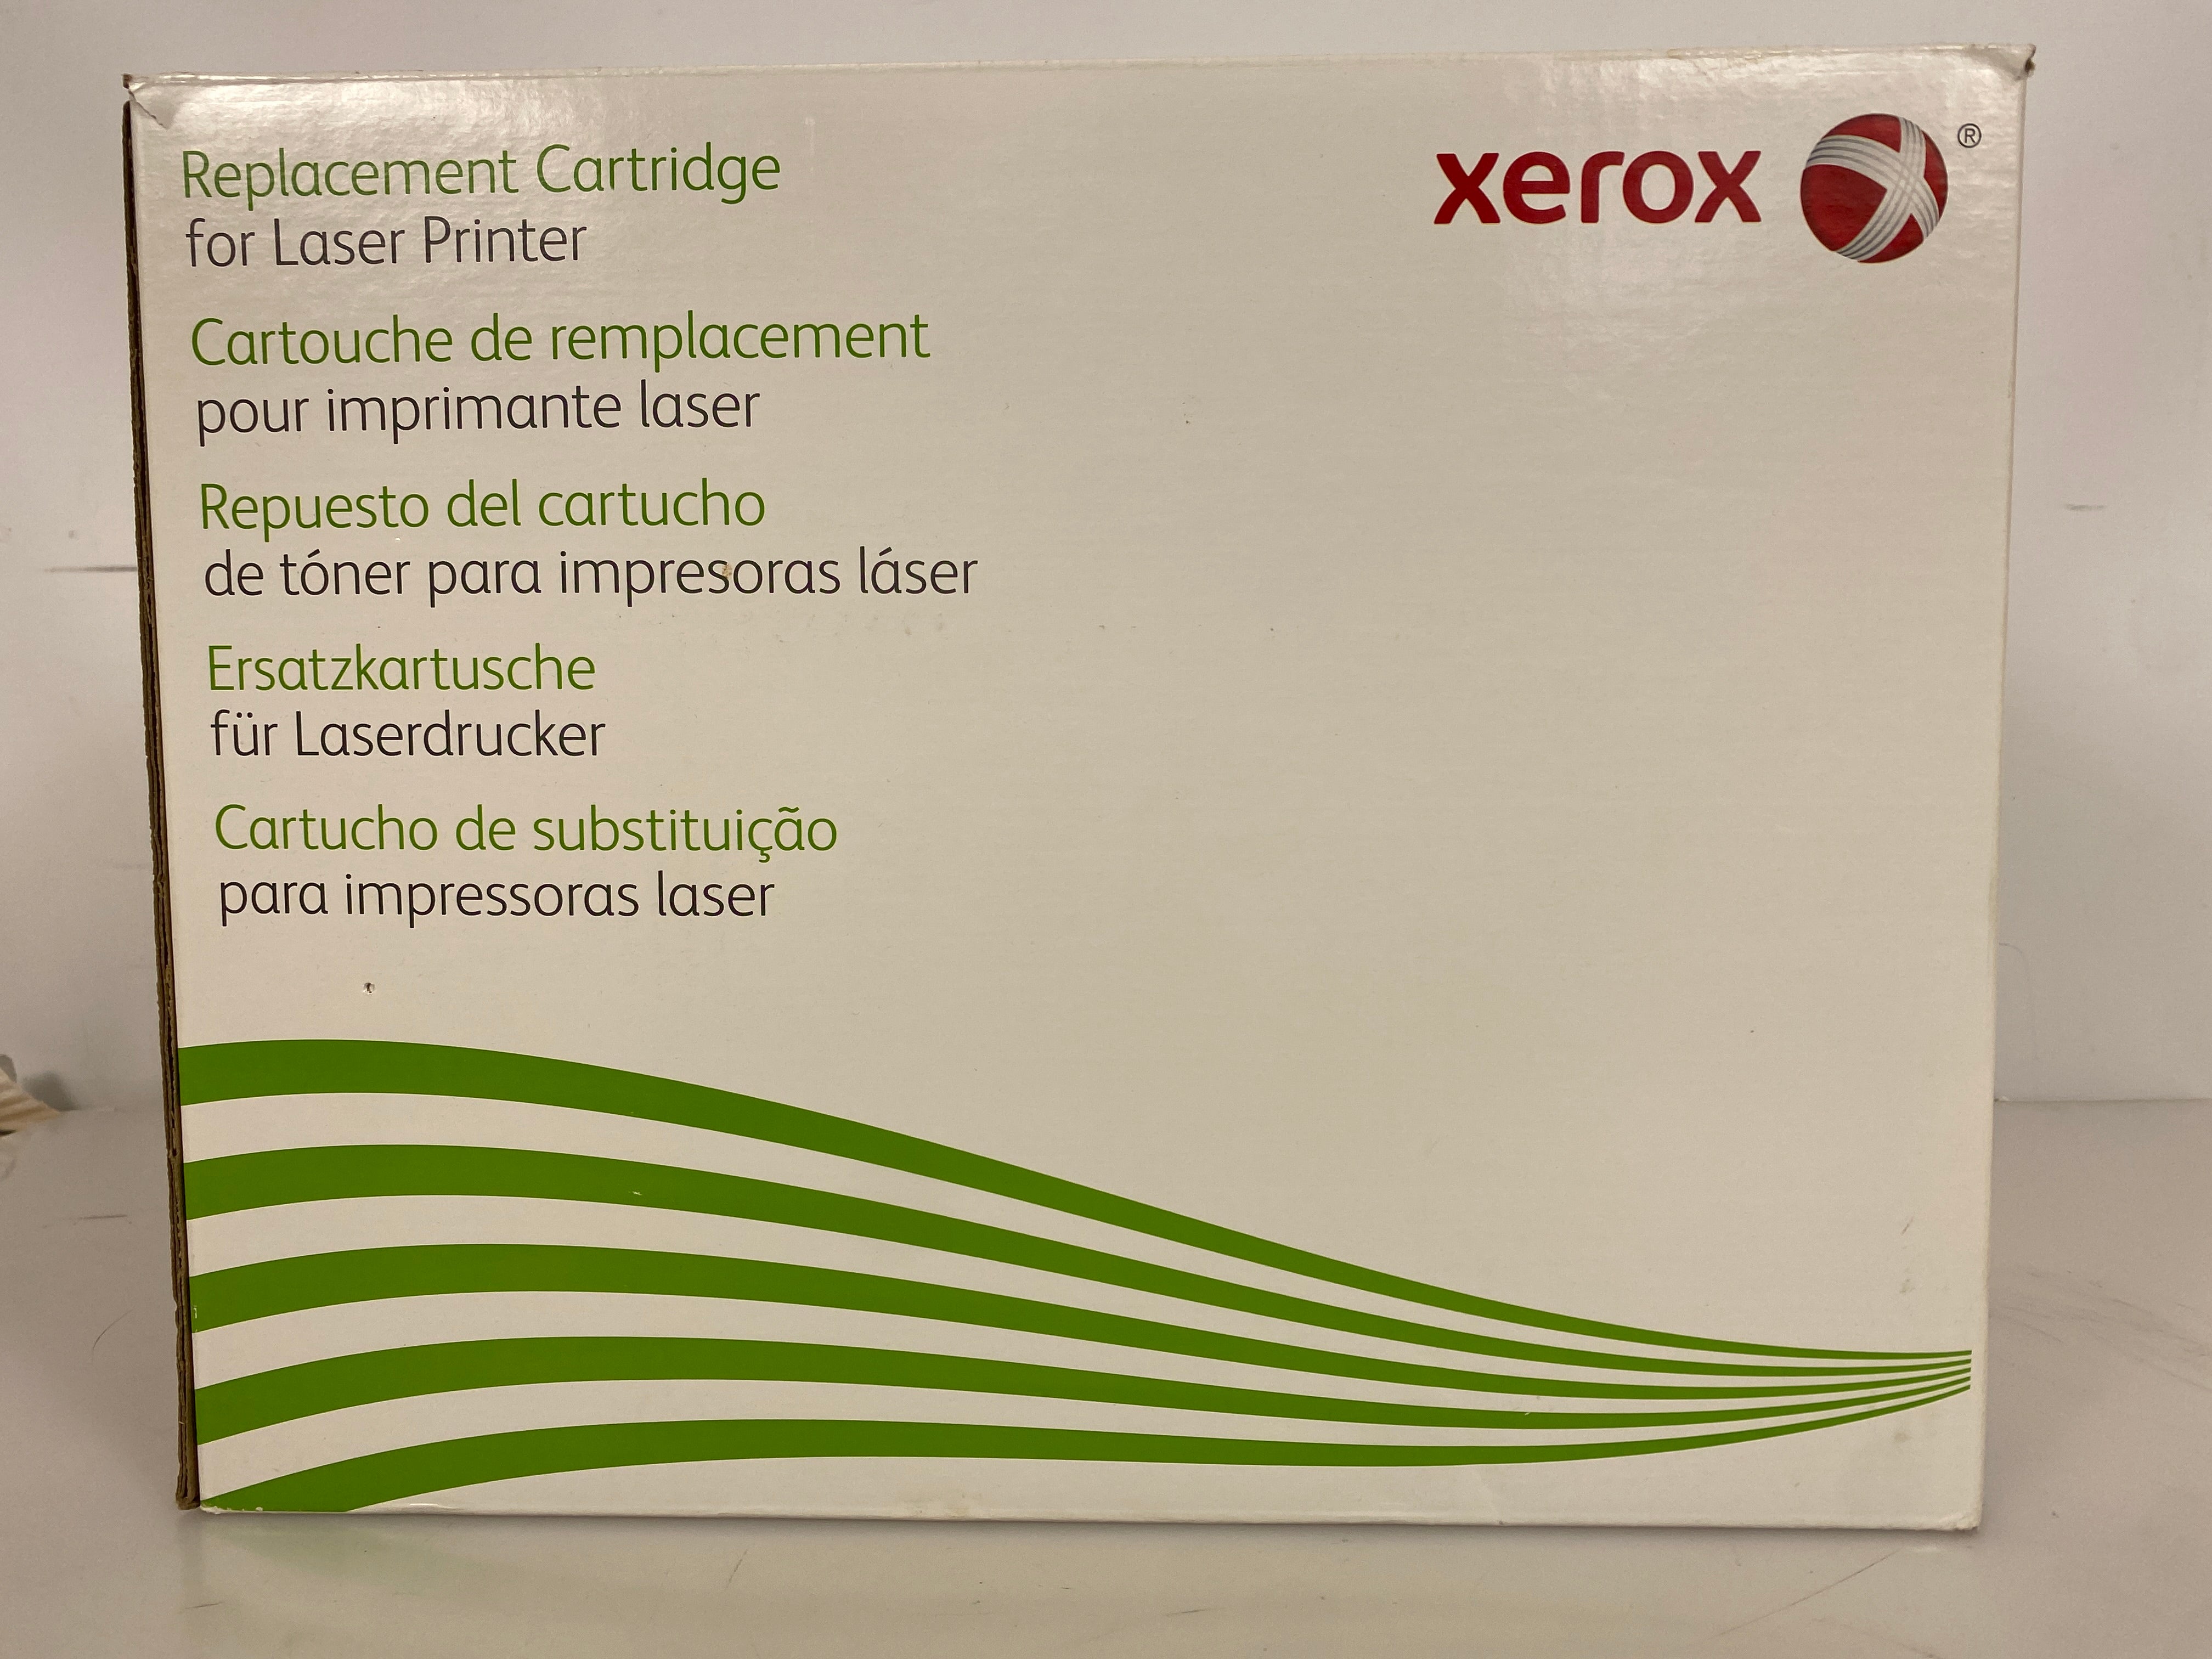 Replacement Cartridge
for Laser Printer
Cartouche de remplacement
pour imprimante laser
Repuesto del cartucho
de tóner para impresoras láser
Ersatzkartusche
für Laserdrucker
Cartucho de substituição
para impressoras laser
xerox ®